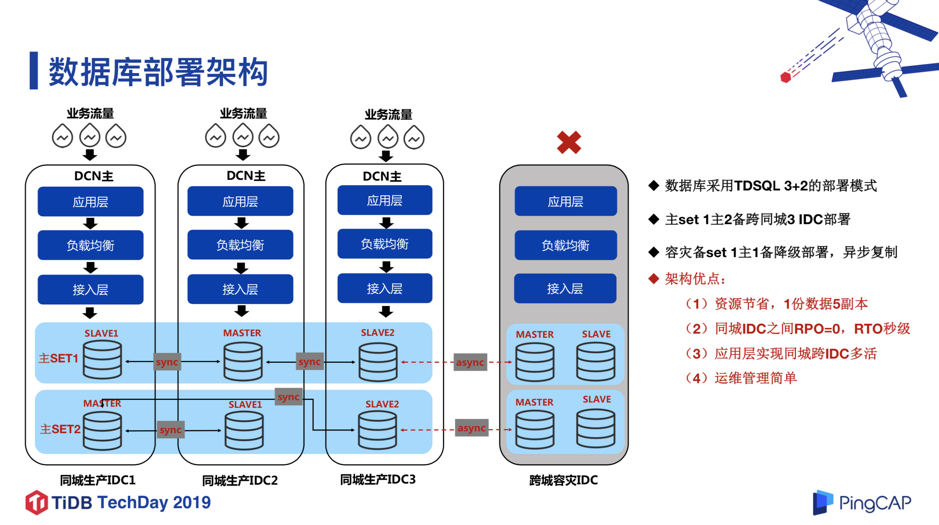 数据库部署架构
业务流量
业务流量
业务流量
DCN主
DCN主
DCN主
应用层
应用层
应用层
应用层
负载均衡
负载均衡
负载均衡
负载均衡
接入层
接入层
接入层
接入层
主SET1
SLAVE1
MASTER
SLAVE2
MASTER
SLAVE
sync
sync
async
主SET2
MASTER
SLAVE1
SLAVE2
MASTER
SLAVE
sync
sync
async
同城生产IDC1
同城生产IDC2
同城生产IDC3
跨城容灾IDC
数据库采用TDSQL 3+2的部署模式
主set 1主2备跨同城3 IDC部署
容灾备set 1主1备降级部署，异步复制
架构优点：
（1）资源节省，1份数据5副本
（2）同城IDC之间RPO=0，RTO秒级
（3）应用层实现同城跨IDC多活
（4）运维管理简单
TiDB TechDay 2019
PingCAP